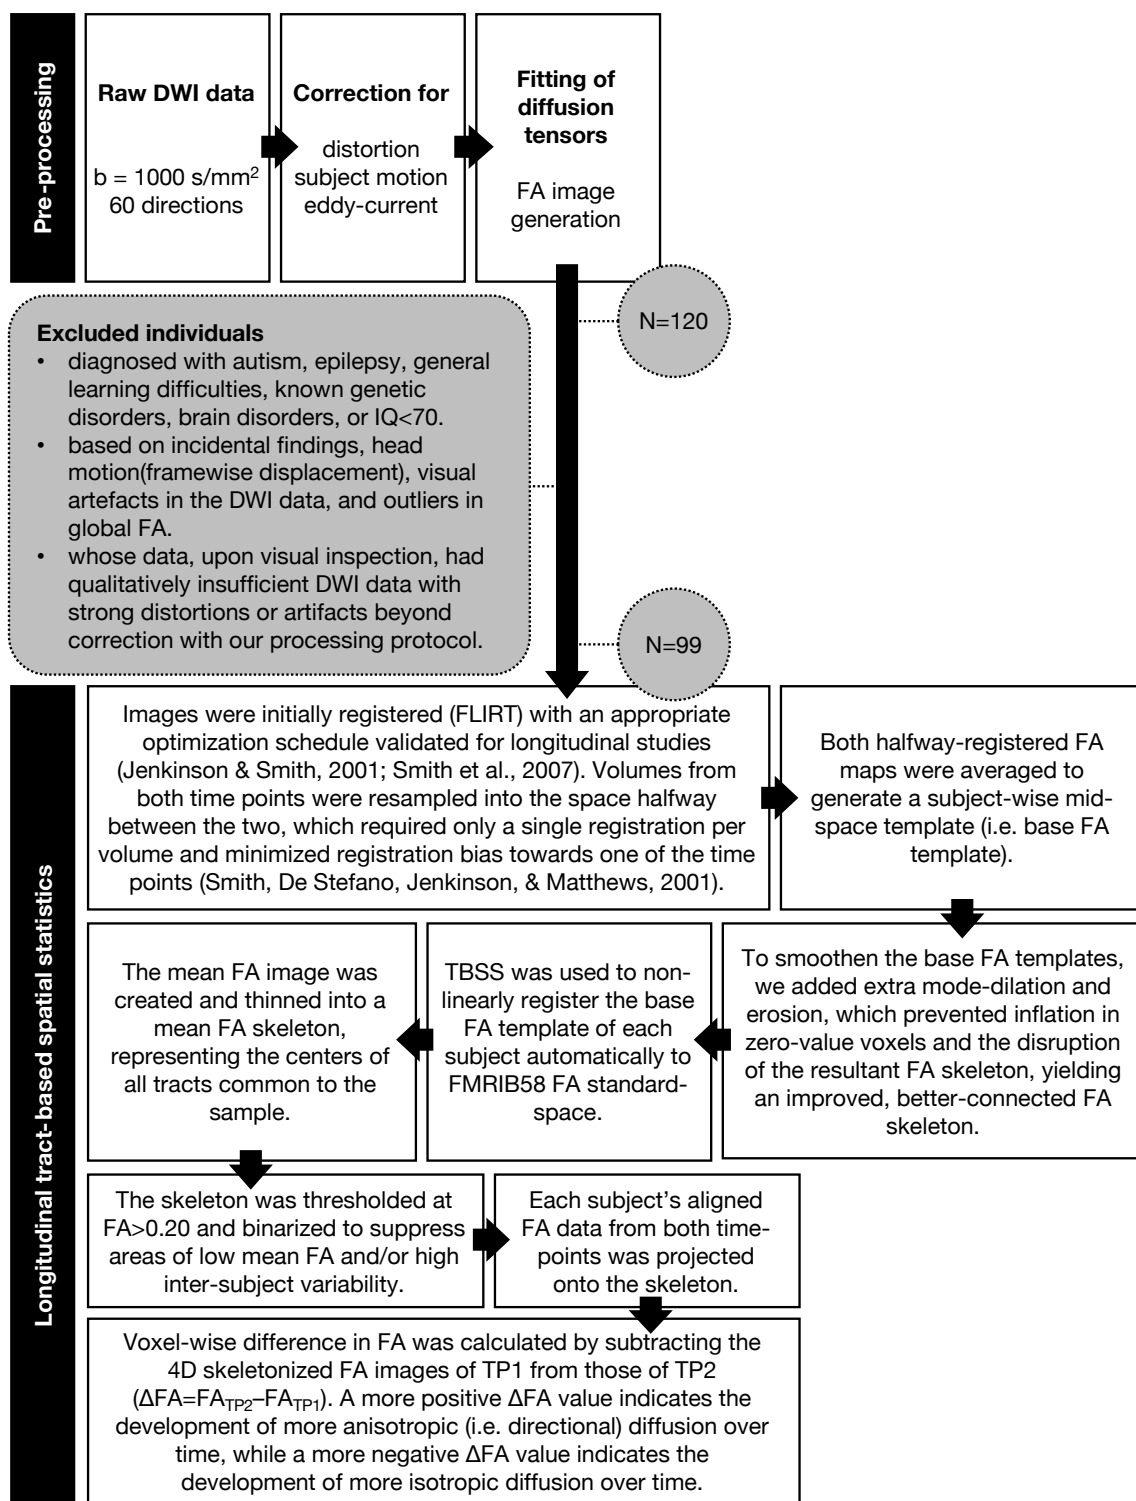 Pre-processing
Raw DWI data
b = 1000 s/mm²
60 directions
Correction for
distortion
subject motion
eddy-current
Fitting of
diffusion
tensors
FA image
generation
N=120
Excluded individuals
• diagnosed with autism, epilepsy, general
learning difficulties, known genetic
disorders, brain disorders, or IQ<70.
• based on incidental findings, head
motion(framewise displacement), visual
artefacts in the DWI data, and outliers in
global FA.
• whose data, upon visual inspection, had
qualitatively insufficient DWI data with
strong distortions or artifacts beyond
correction with our processing protocol.
N=99
Longitudinal tract-based spatial statistics
Images were initially registered (FLIRT) with an appropriate
optimization schedule validated for longitudinal studies
(Jenkinson & Smith, 2001; Smith et al., 2007). Volumes from
both time points were resampled into the space halfway
between the two, which required only a single registration per
volume and minimized registration bias towards one of the time
points (Smith, De Stefano, Jenkinson, & Matthews, 2001).
Both halfway-registered FA
maps were averaged to
generate a subject-wise mid-
space template (i.e. base FA
template).
To smoothen the base FA templates,
we added extra mode-dilation and
erosion, which prevented inflation in
zero-value voxels and the disruption
of the resultant FA skeleton, yielding
an improved, better-connected FA
skeleton.
TBSS was used to non-
linearly register the base
FA template of each
subject automatically to
FMRIB58 FA standard-
space.
The mean FA image was
created and thinned into a
mean FA skeleton,
representing the centers of
all tracts common to the
sample.
The skeleton was thresholded at
FA>0.20 and binarized to suppress
areas of low mean FA and/or high
inter-subject variability.
Each subject's aligned
FA data from both time-
points was projected
onto the skeleton.
Voxel-wise difference in FA was calculated by subtracting the
4D skeletonized FA images of TP1 from those of TP2
(ΔFA=FA_TP2–FA_TP1). A more positive ΔFA value indicates the
development of more anisotropic (i.e. directional) diffusion over
time, while a more negative ΔFA value indicates the
development of more isotropic diffusion over time.